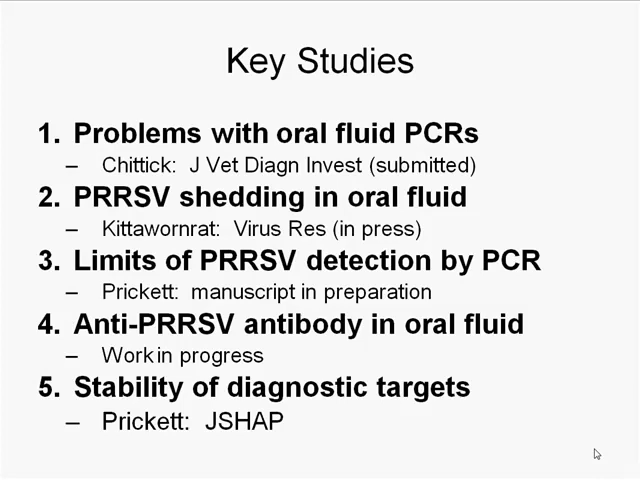 Key Studies
1. Problems with oral fluid PCRs
– Chittick: J Vet Diagn Invest (submitted)
2. PRRSV shedding in oral fluid
– Kittawornrat: Virus Res (in press)
3. Limits of PRRSV detection by PCR
– Prickett: manuscript in preparation
4. Anti-PRRSV antibody in oral fluid
– Work in progress
5. Stability of diagnostic targets
– Prickett: JSHAP